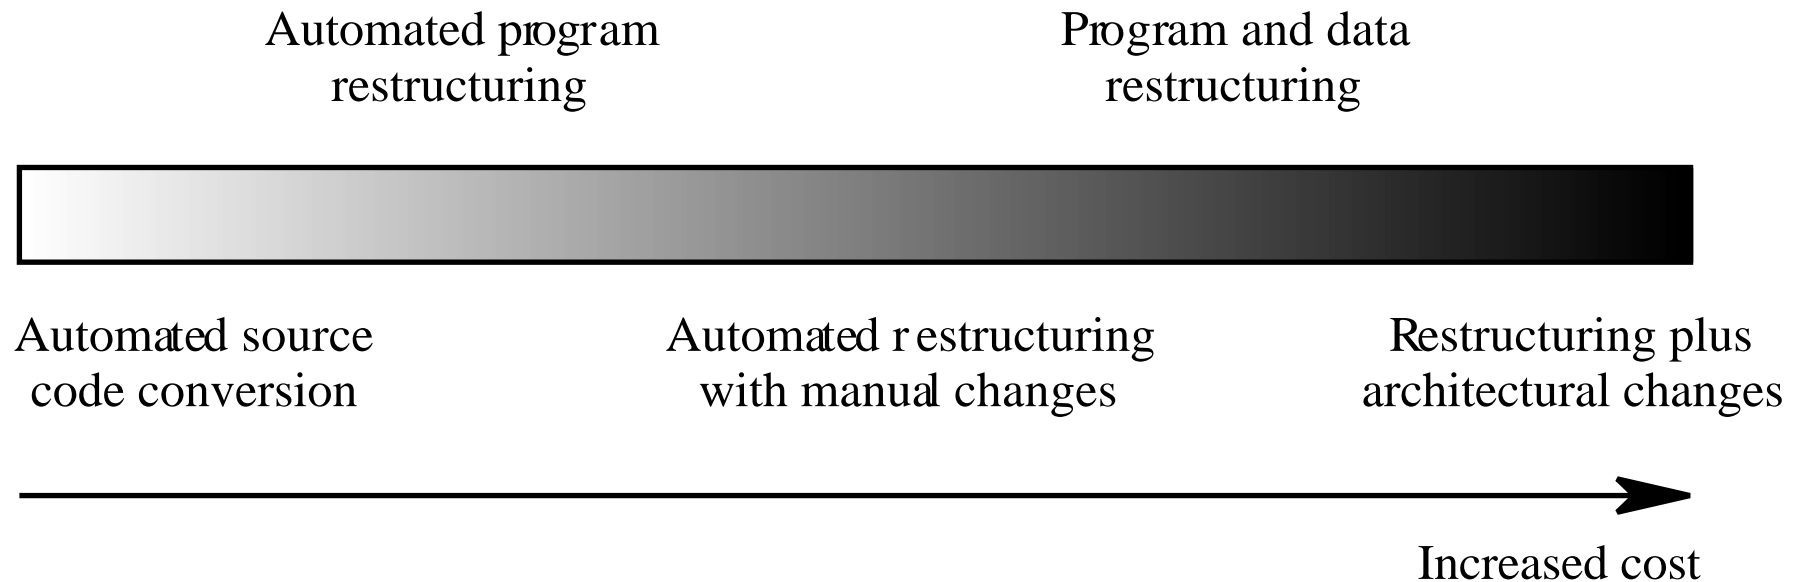 Automated program
restructuring
Program and data
restructuring
Automated source
code conversion
Automated restructuring
with manual changes
Restructuring plus
architectural changes
Increased cost